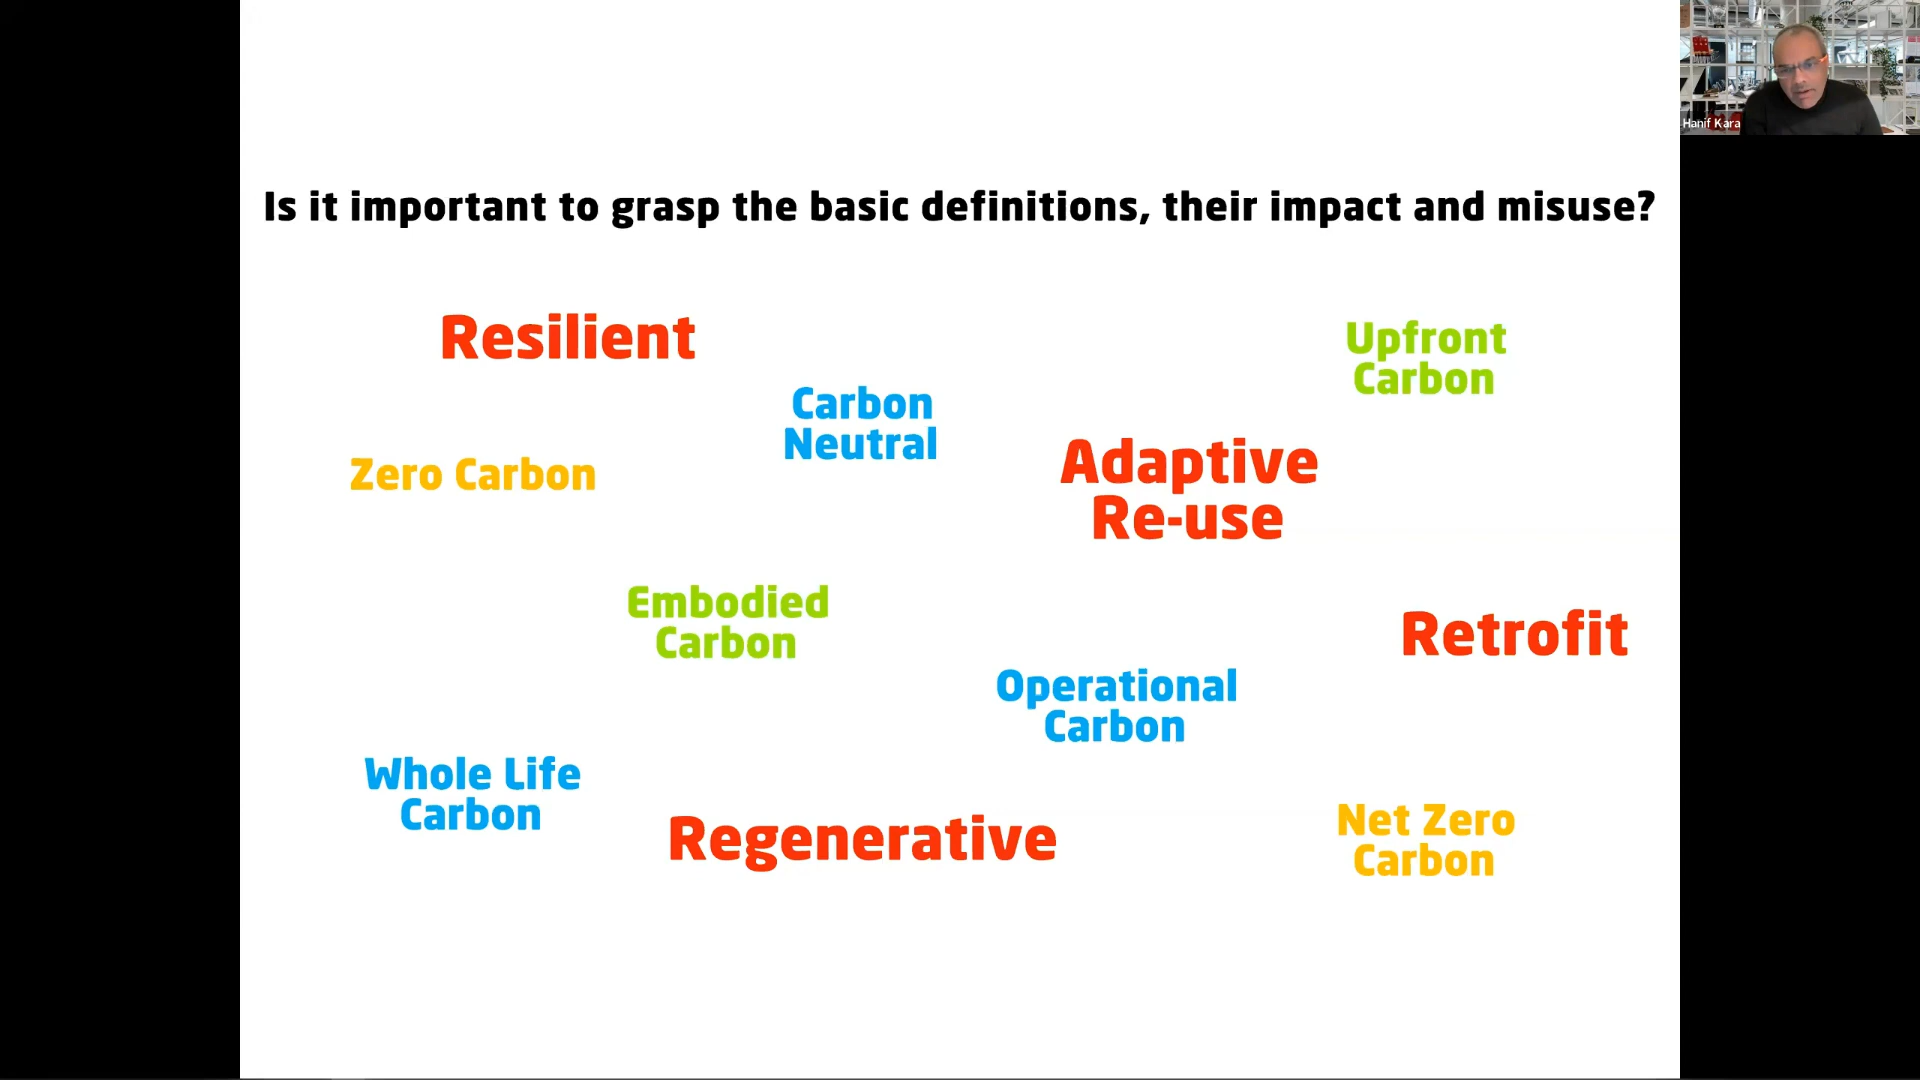 Hanif Kara
Is it important to grasp the basic definitions, their impact and misuse?
Resilient
Upfront
Carbon
Carbon
Neutral
Zero Carbon
Adaptive
Re-use
Embodied
Carbon
Retrofit
Operational
Carbon
Whole Life
Carbon
Regenerative
Net Zero
Carbon